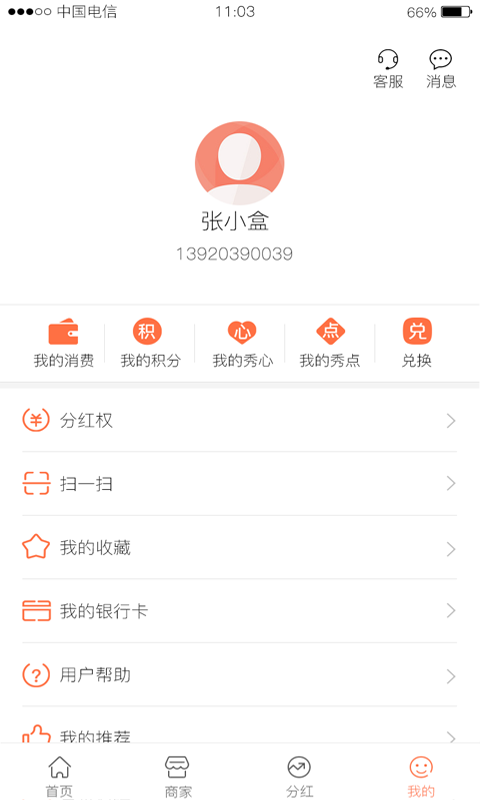 中国电信 11:03 66%
客服 消息
张小盒
13920390039
积 心 点 兑
我的消费 我的积分 我的秀心 我的秀点 兑换
¥ 分红权
扫一扫
我的收藏
我的银行卡
? 用户帮助
我的推荐
首页 商家 分红 我的